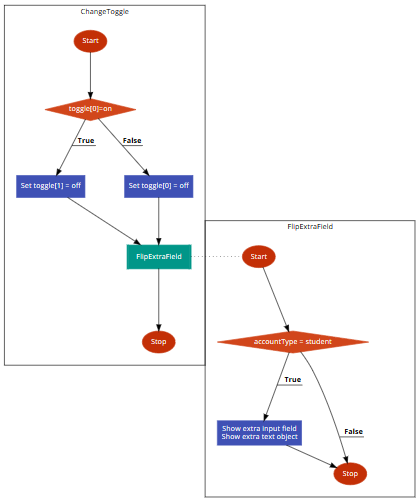 ChangeToggle
Start
toggle[0]=on
True
False
Set toggle[1] = off
Set toggle[0] = off
FlipExtraField
Stop
FlipExtraField
Start
accountType = student
True
False
Show extra input field
Show extra text object
Stop